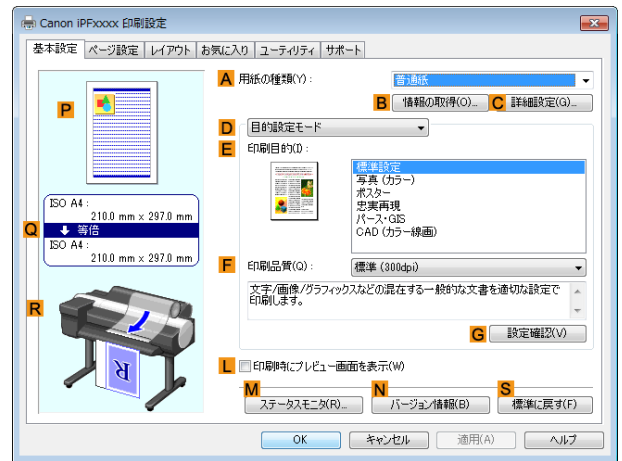 Canon iPFxxxx 印刷設定
基本設定 ページ設定 レイアウト お気に入り ユーティリティ サポート
A 用紙の種類(Y)： 普通紙
B 情報の取得(O)... C 詳細設定(G)...
P
D 目的設定モード
E 印刷目的(I)：
標準設定
写真 (カラー)
ポスター
忠実再現
パース・GIS
CAD (カラー線画)
ISO A4：
210.0 mm × 297.0 mm
Q 等倍
ISO A4：
210.0 mm × 297.0 mm
F 印刷品質(Q)： 標準 (300dpi)
文字/画像/グラフィックスなどの混在する一般的な文書を適切な設定で
印刷します。
R
G 設定確認(V)
R
L 印刷時にプレビュー画面を表示(W)
M N S
ステータスモニタ(R)... バージョン情報(B) 標準に戻す(F)
OK キャンセル 適用(A) ヘルプ